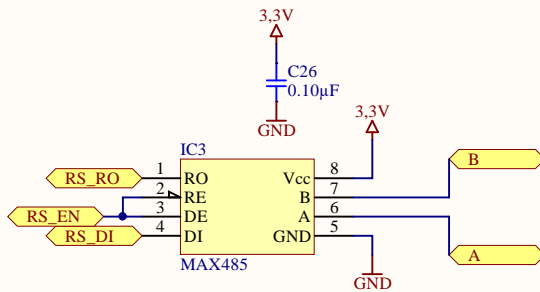 3,3V
C26
0.10µF
GND
3,3V
IC3
B
RS_RO 1 RO Vcc 8
2 RE B 7
RS_EN 3 DE A 6
RS_DI 4 DI GND 5
A
MAX485
GND